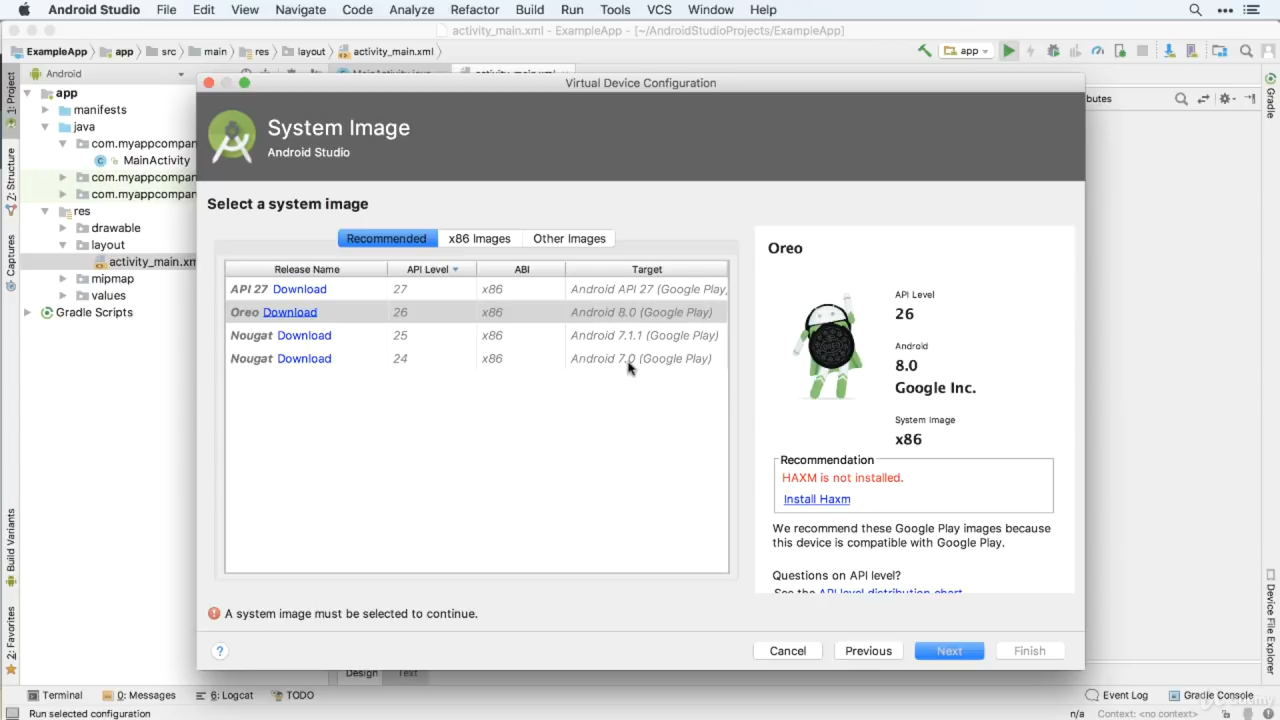 Android Studio File Edit View Navigate Code Analyze Refactor Build Run Tools VCS Window Help
activity_main.xml - ExampleApp - [~/AndroidStudioProjects/ExampleApp]
ExampleApp app src main res layout activity_main.xml
app
Android
butes
1: Project
Z: Structure
Captures
Build Variants
2: Favorites
Gradle
Device File Explorer
app
manifests
java
com.myappcompan
MainActivity
com.myappcompan
com.myappcompan
res
drawable
layout
activity_main.xm
mipmap
values
Gradle Scripts
Virtual Device Configuration
System Image
Android Studio
Select a system image
Recommended x86 Images Other Images
Release Name API Level ABI Target
API 27 Download 27 x86 Android API 27 (Google Play)
Oreo Download 26 x86 Android 8.0 (Google Play)
Nougat Download 25 x86 Android 7.1.1 (Google Play)
Nougat Download 24 x86 Android 7.0 (Google Play)
Oreo
API Level
26
Android
8.0
Google Inc.
System Image
x86
Recommendation
HAXM is not installed.
Install Haxm
We recommend these Google Play images because
this device is compatible with Google Play.
Questions on API level?
See the API level distribution chart
A system image must be selected to continue.
? Cancel Previous Next Finish
Design Text
Terminal 0: Messages 6: Logcat TODO Event Log Gradle Console
Run selected configuration n/a Context: <no context>